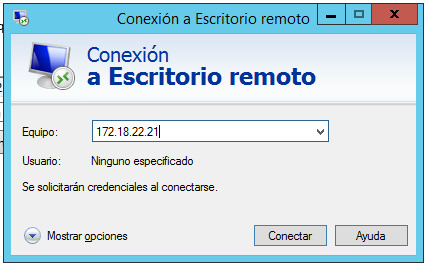 Conexión a Escritorio remoto
Conexión
a Escritorio remoto
Equipo: 172.18.22.21
Usuario: Ninguno especificado
Se solicitarán credenciales al conectarse.
Mostrar opciones Conectar Ayuda